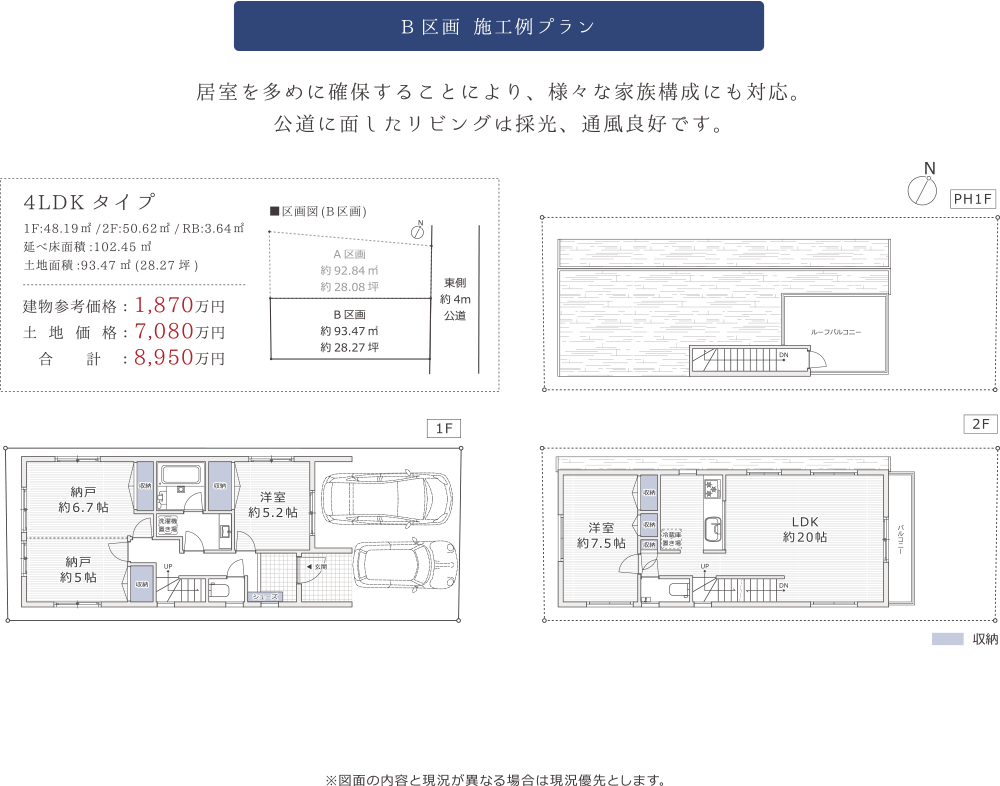 B区画 施工例プラン
居室を多めに確保することにより、様々な家族構成にも対応。
公道に面したリビングは採光、通風良好です。
4LDKタイプ
1F:48.19㎡/2F:50.62㎡/RB:3.64㎡
延べ床面積:102.45㎡
土地面積:93.47㎡(28.27坪)
建物参考価格：1,870万円
土地価格：7,080万円
合計：8,950万円
■区画図(B区画)
N
A区画
約92.84㎡
約28.08坪
B区画
約93.47㎡
約28.27坪
東側
約4m
公道
N
PH1F
ルーフバルコニー
DN
1F
納戸
約6.7帖
収納
収納
洋室
約5.2帖
洗濯機
置き場
納戸
約5帖
収納
UP
シューズ
◀玄関
2F
洋室
約7.5帖
収納
収納
収納
冷蔵庫
置き場
LDK
約20帖
バルコニー
UP
DN
収納
※図面の内容と現況が異なる場合は現況優先とします。